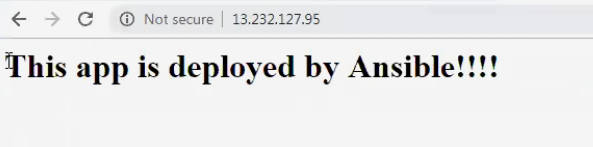 Not secure | 13.232.127.95
This app is deployed by Ansible!!!!